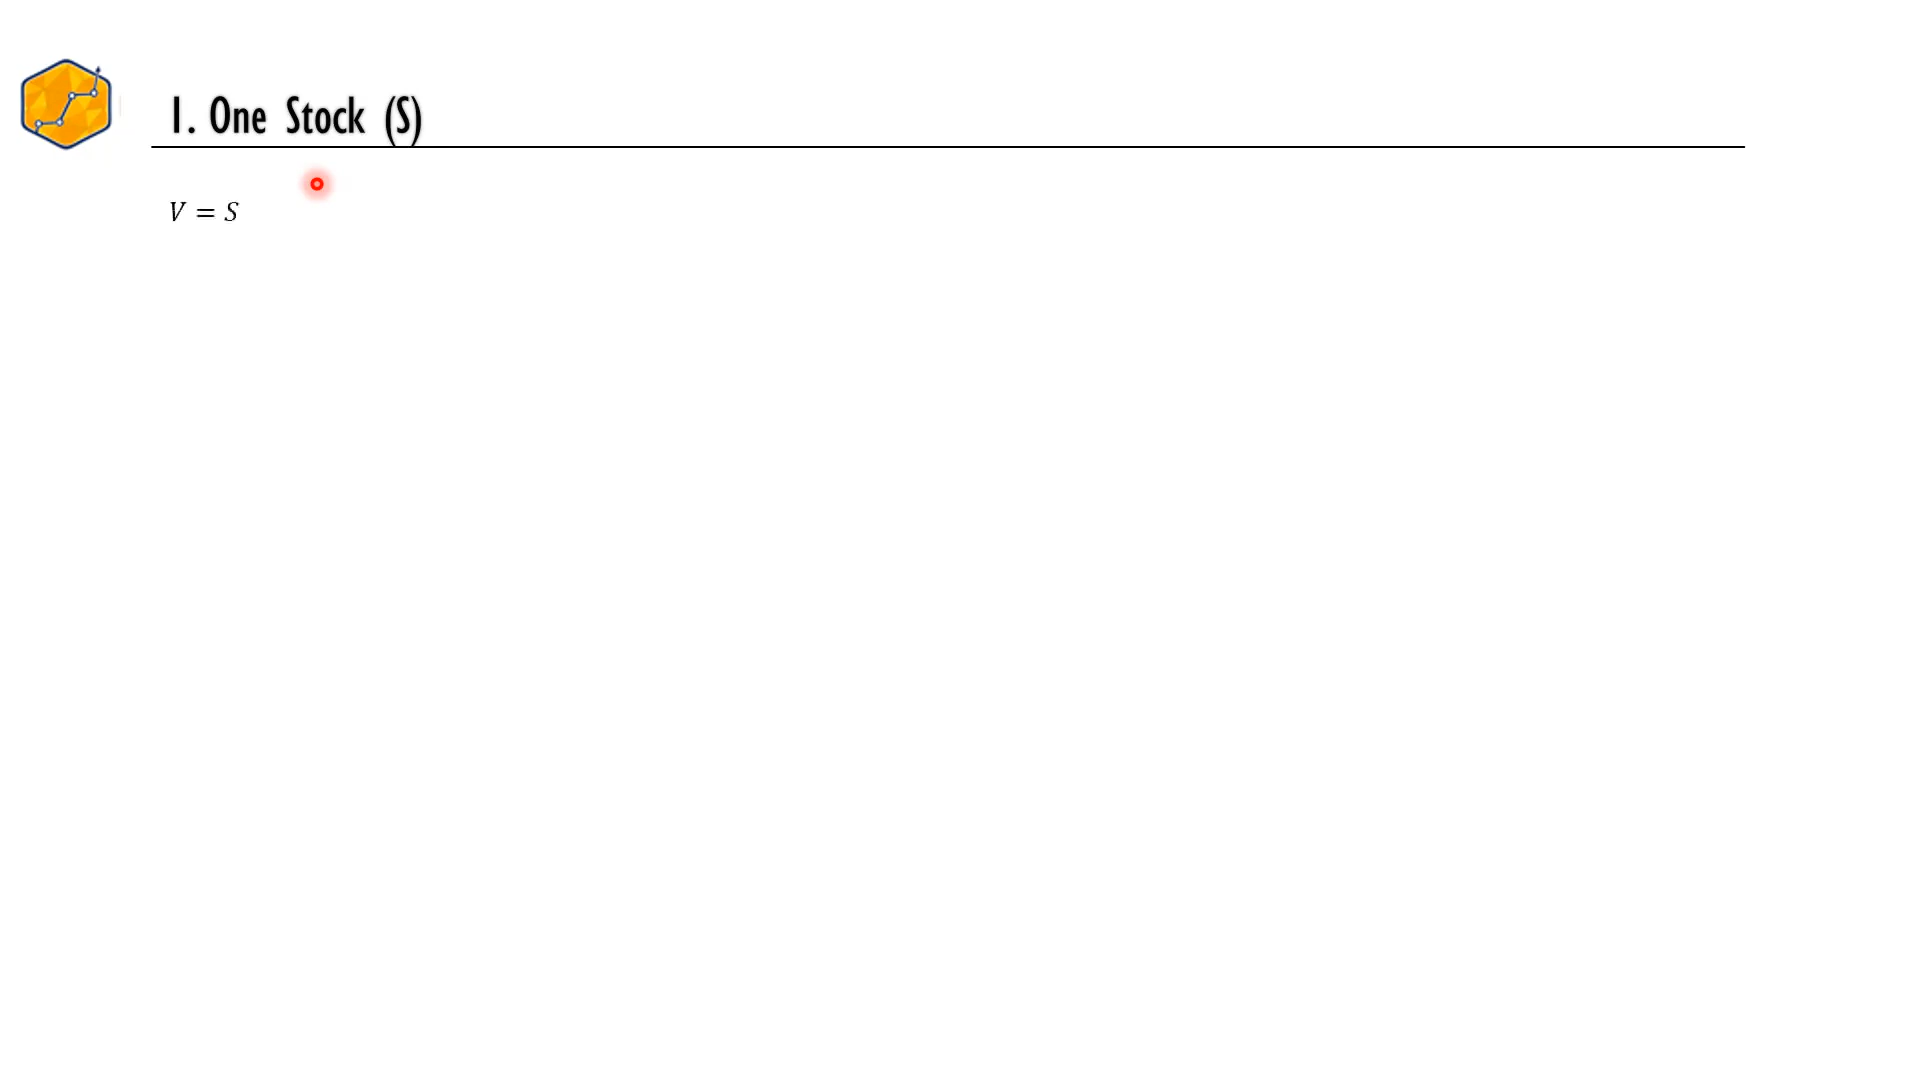 1. One Stock (S)
V = S